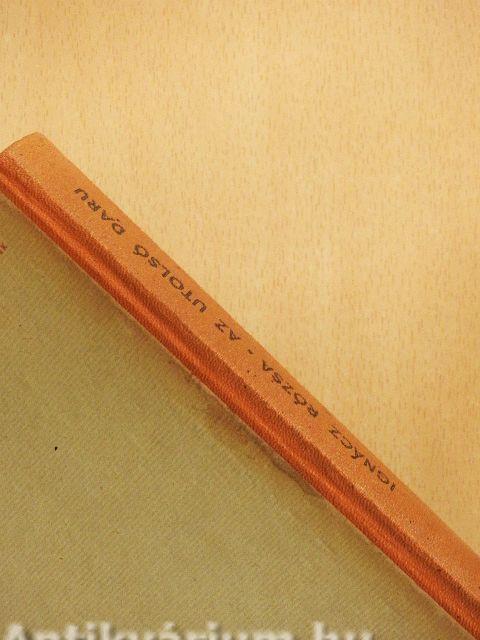 IGNÁCZ RÓZSA - AZ UTOLSÓ DARU
Antikvárium.hu